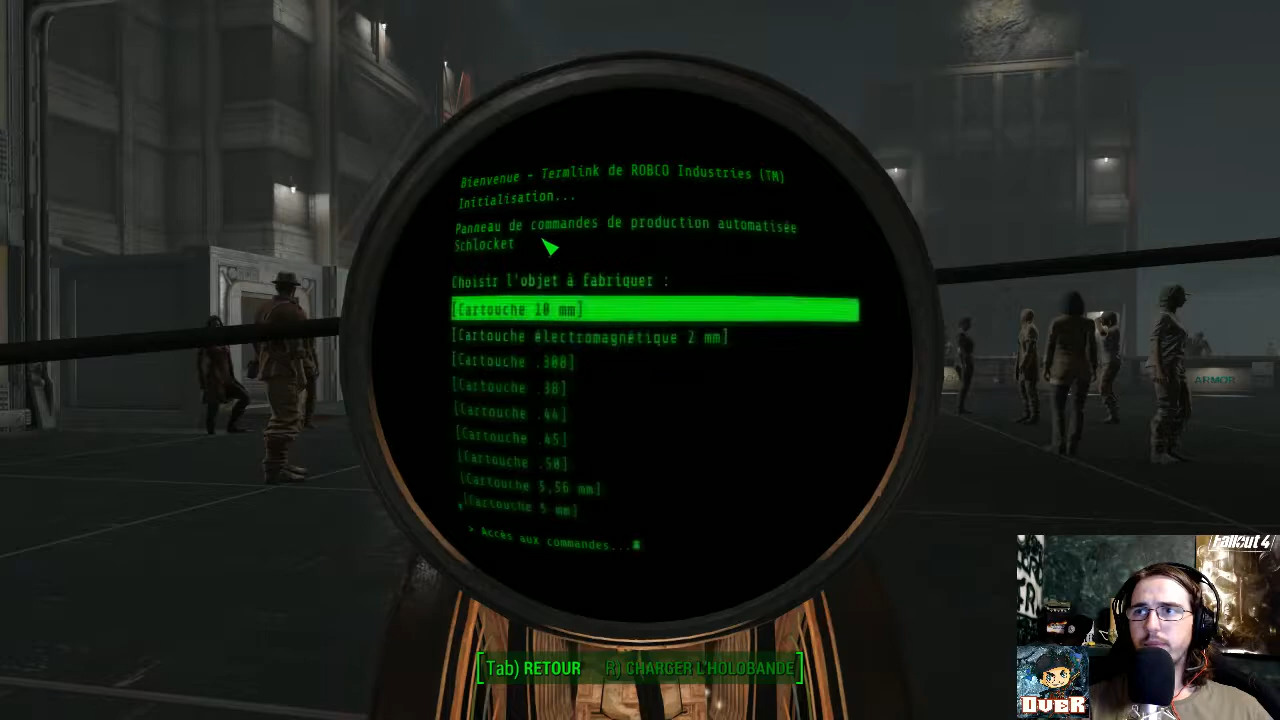 Bienvenue - Termlink de ROBCO Industries (TM)
Initialisation...
Panneau de commandes de production automatisée
Schlocket
Choisir l'objet à fabriquer :
[Cartouche 10 mm]
[Cartouche électromagnétique 2 mm]
[Cartouche .308]
[Cartouche .38]
[Cartouche .44]
[Cartouche .45]
[Cartouche .50]
[Cartouche 5,56 mm]
[Cartouche 5 mm]
> Accès aux commandes...
ARMOR
Fallout 4
Tab) RETOUR R) CHARGER L'HOLOBANDE
OVER